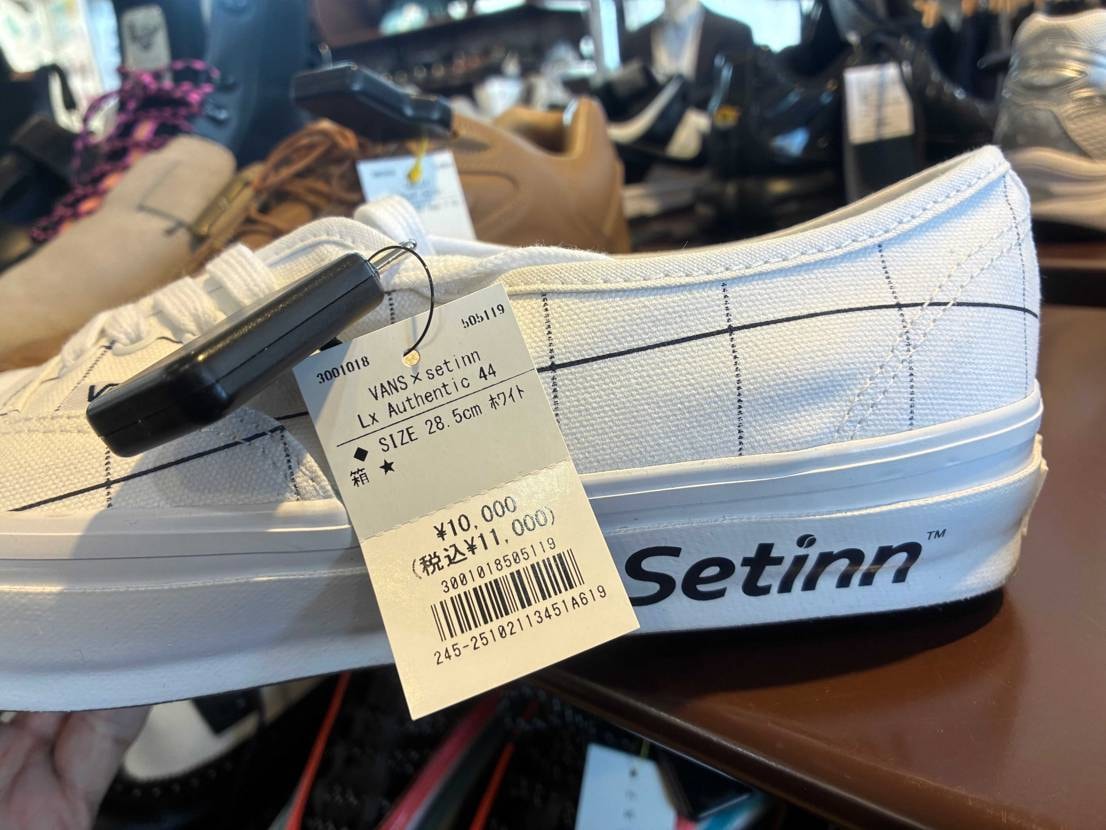 3001018 505119
VANS×setinn
Lx Authentic 44
◆ SIZE 28.5cm ホワイト
箱 ★
¥10,000
(税込¥11,000)
3001018505119
245-25102113451A619
Setinn™